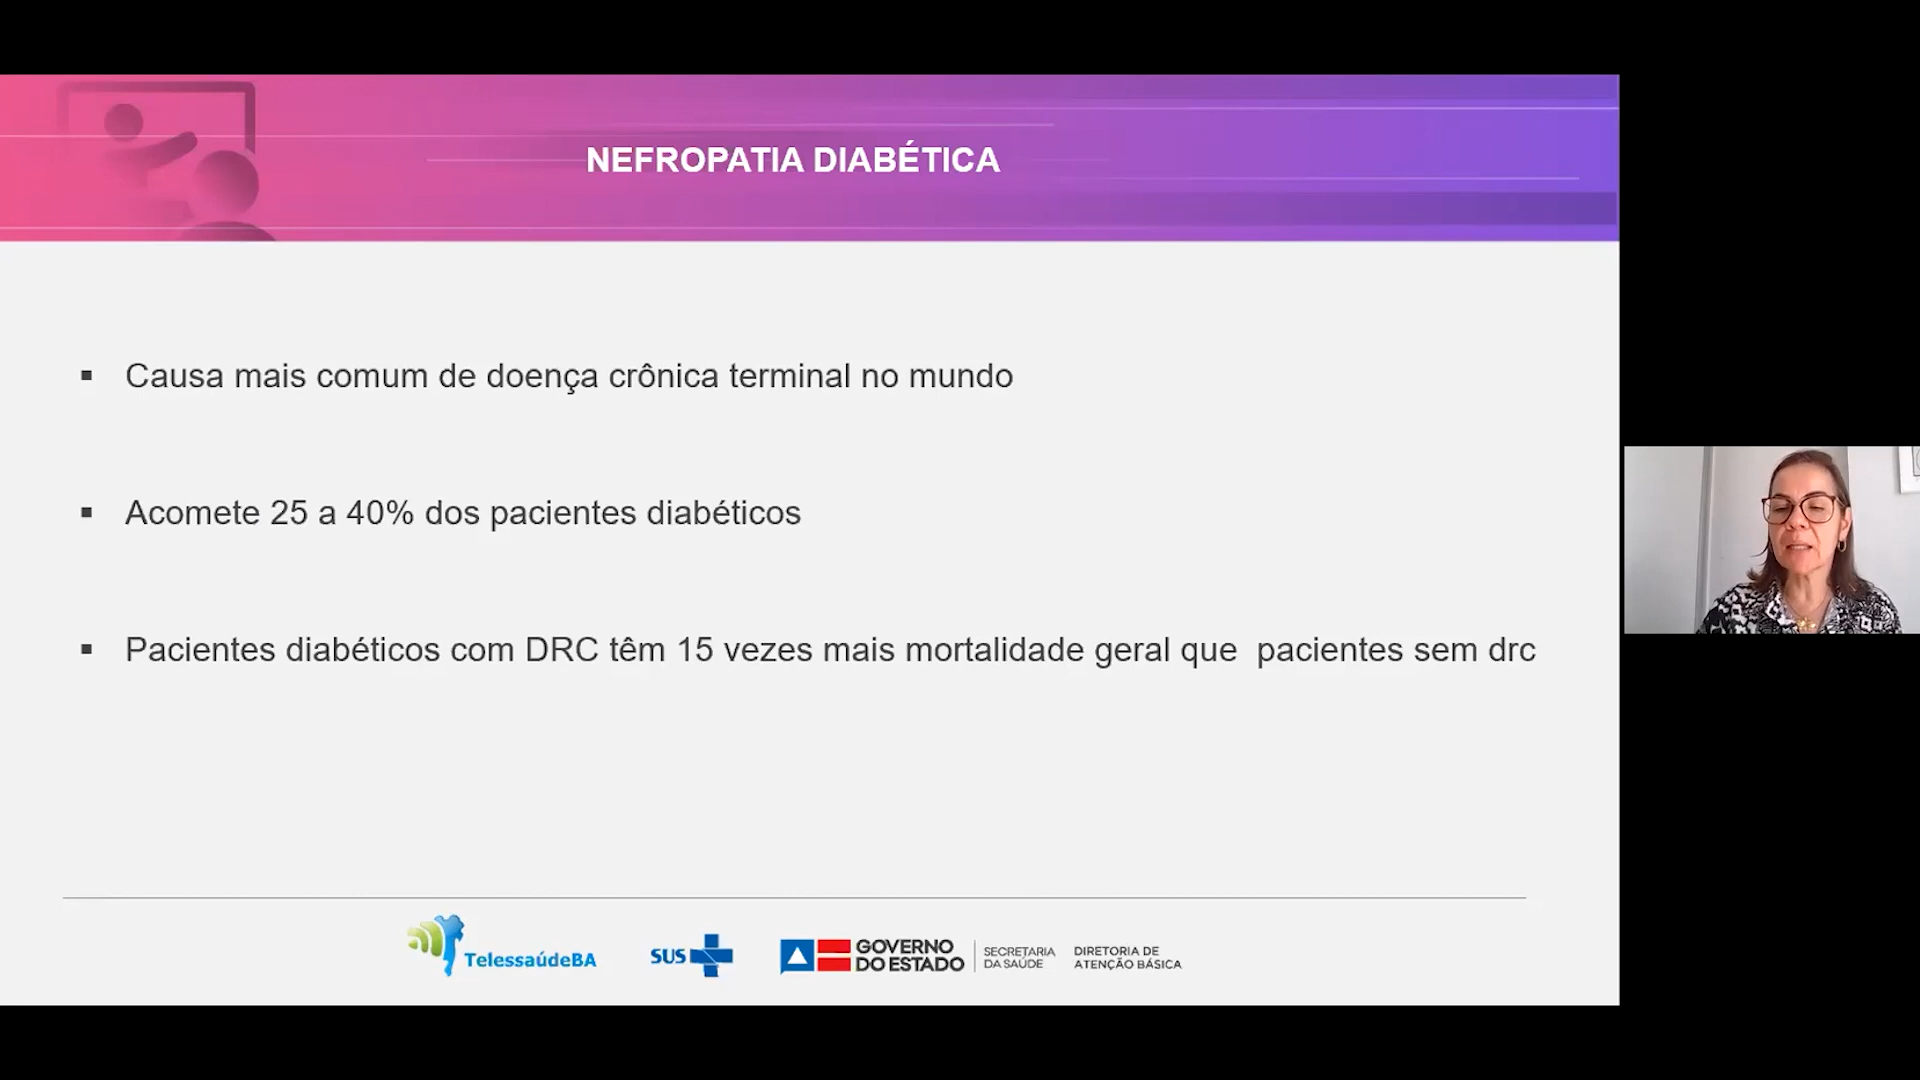 NEFROPATIA DIABÉTICA
▪ Causa mais comum de doença crônica terminal no mundo
▪ Acomete 25 a 40% dos pacientes diabéticos
▪ Pacientes diabéticos com DRC têm 15 vezes mais mortalidade geral que  pacientes sem drc
TelessaúdeBA
SUS
GOVERNO
DO ESTADO
SECRETARIA
DA SAÚDE
DIRETORIA DE
ATENÇÃO BÁSICA